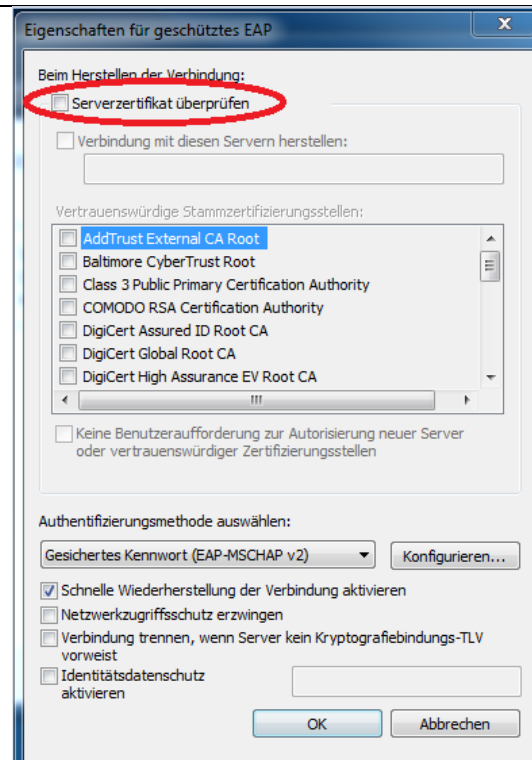 Eigenschaften für geschütztes EAP
Beim Herstellen der Verbindung:
Serverzertifikat überprüfen
Verbindung mit diesen Servern herstellen:
Vertrauenswürdige Stammzertifizierungsstellen:
AddTrust External CA Root
Baltimore CyberTrust Root
Class 3 Public Primary Certification Authority
COMODO RSA Certification Authority
DigiCert Assured ID Root CA
DigiCert Global Root CA
DigiCert High Assurance EV Root CA
Keine Benutzeraufforderung zur Autorisierung neuer Server
oder vertrauenswürdiger Zertifizierungsstellen
Authentifizierungsmethode auswählen:
Gesichertes Kennwort (EAP-MSCHAP v2)
Konfigurieren...
Schnelle Wiederherstellung der Verbindung aktivieren
Netzwerkzugriffsschutz erzwingen
Verbindung trennen, wenn Server kein Kryptografiebindungs-TLV
vorweist
Identitätsdatenschutz
aktivieren
OK
Abbrechen